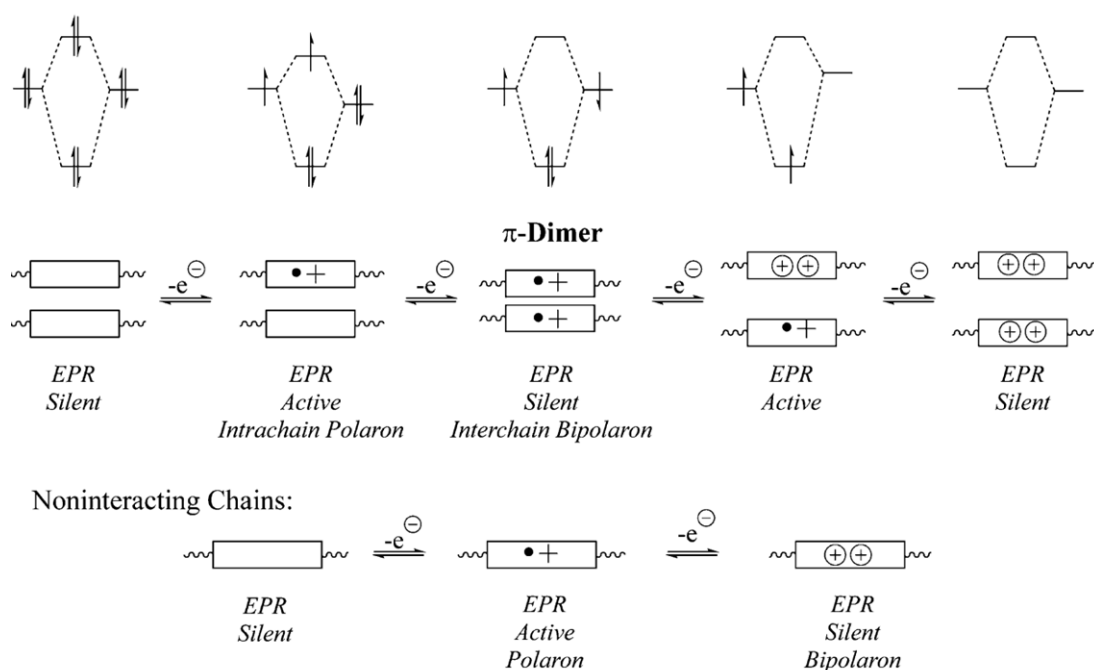 π-Dimer
-e ⊖ -e ⊖ -e ⊖ -e ⊖
• + • + ⊕⊕ ⊕⊕
• + • + ⊕⊕
EPR EPR EPR EPR EPR
Silent Active Silent Active Silent
Intrachain Polaron Interchain Bipolaron
Noninteracting Chains:
-e ⊖ -e ⊖
• + ⊕⊕
EPR EPR EPR
Silent Active Silent
Polaron Bipolaron